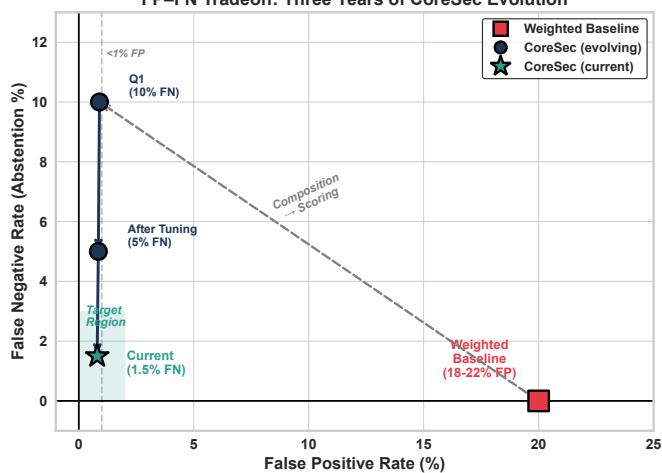 FP–FN Tradeoff: Three Years of CoreSec Evolution
Weighted Baseline
CoreSec (evolving)
CoreSec (current)
<1% FP
Q1
(10% FN)
Composition
→ Scoring
After Tuning
(5% FN)
Target
Region
Current
(1.5% FN)
Weighted
Baseline
(18-22% FP)
False Negative Rate (Abstention %)
12
10
8
6
4
2
0
0
5
10
15
20
25
False Positive Rate (%)